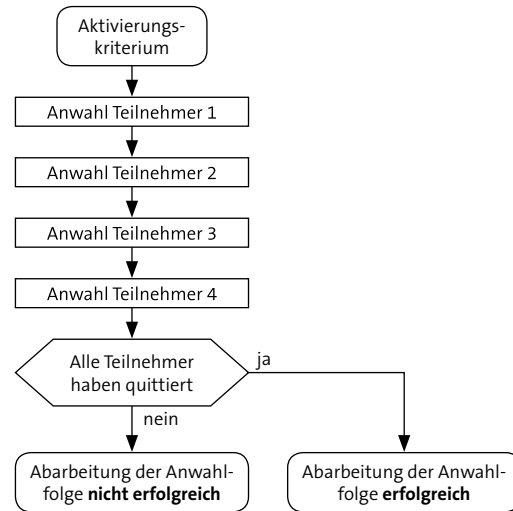 Aktivierungs-
kriterium
Anwahl Teilnehmer 1
Anwahl Teilnehmer 2
Anwahl Teilnehmer 3
Anwahl Teilnehmer 4
Alle Teilnehmer
haben quittiert
ja
nein
Abarbeitung der Anwahl-
folge nicht erfolgreich
Abarbeitung der Anwahl-
folge erfolgreich